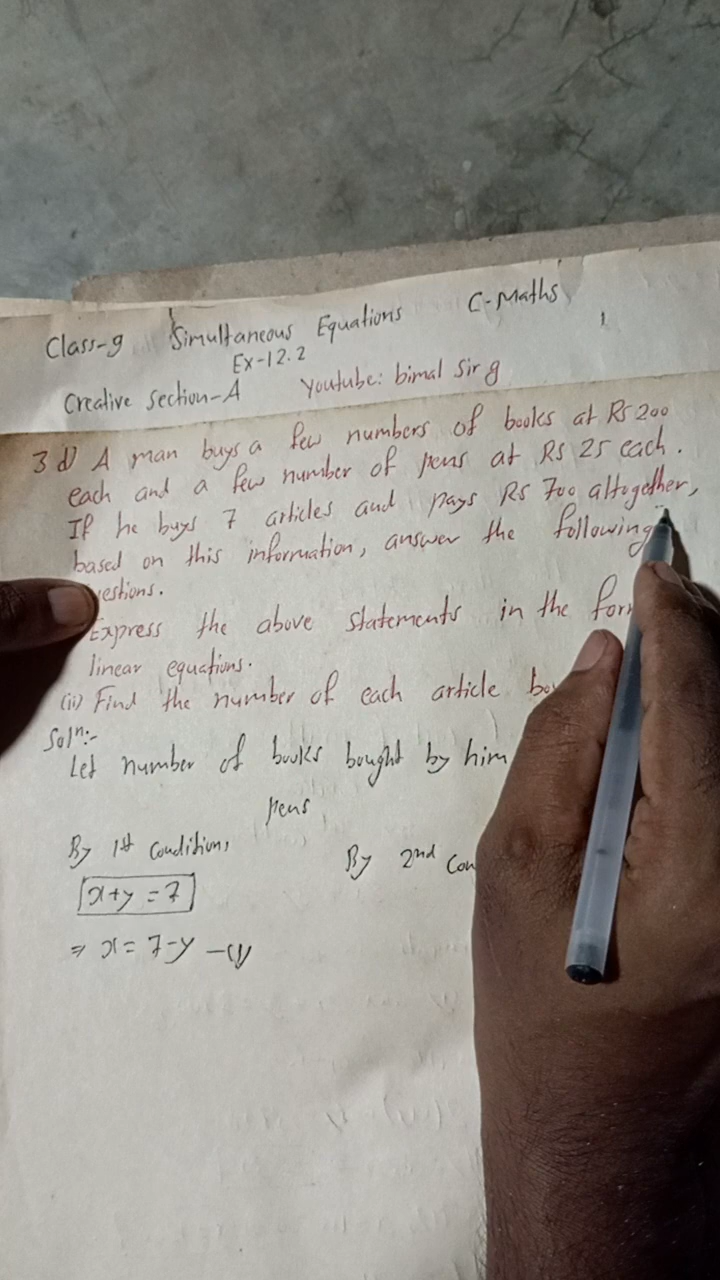 Class-9 Simultaneous Equations C-Maths
Ex-12.2
Creative section-A Youtube: bimal sir g
3 d) A man buys a few numbers of books at Rs 200
each and a few number of pens at Rs 25 each.
If he buys 7 articles and pays Rs 700 altogether,
based on this information, answer the following
uestions.
Express the above statements in the for
linear equations.
(ii) Find the number of each article bo
Solⁿ:-
Let number of books bought by him
pens
By 1st condition, By 2nd con
x+y = 7
⇒ x = 7-y -(1)